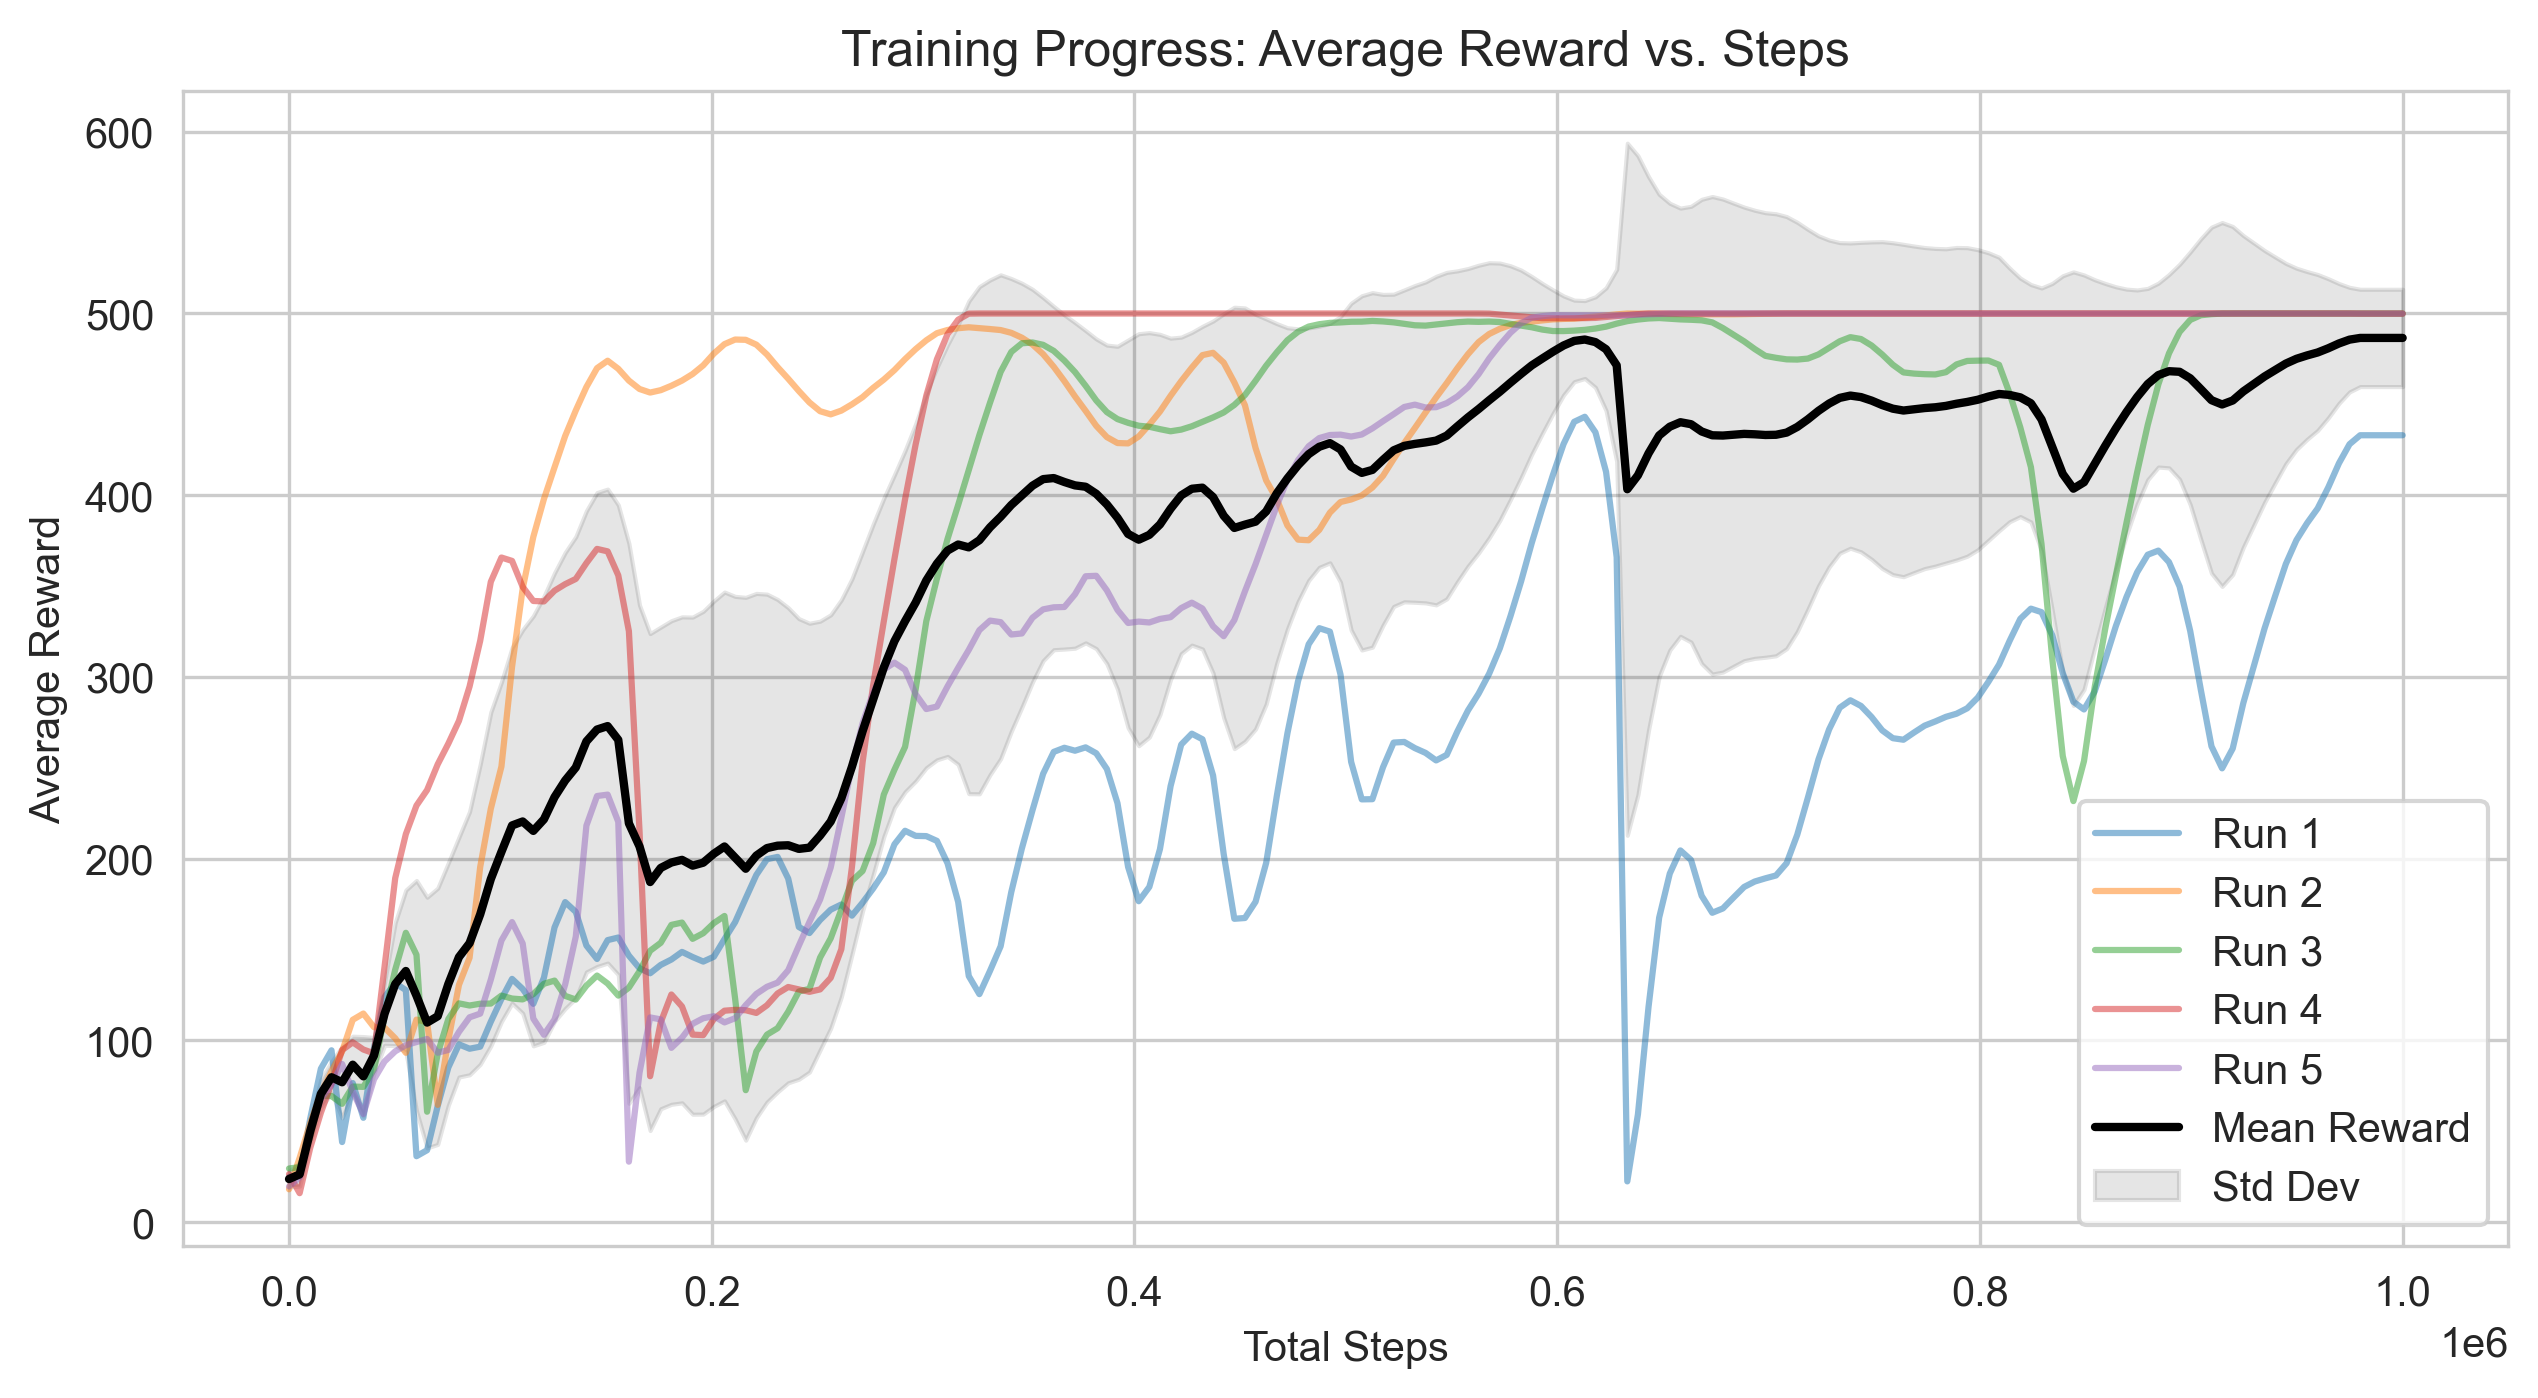 Training Progress: Average Reward vs. Steps
600
500
400
300
200
100
0
Average Reward
Run 1
Run 2
Run 3
Run 4
Run 5
Mean Reward
Std Dev
0.0 0.2 0.4 0.6 0.8 1.0
1e6
Total Steps